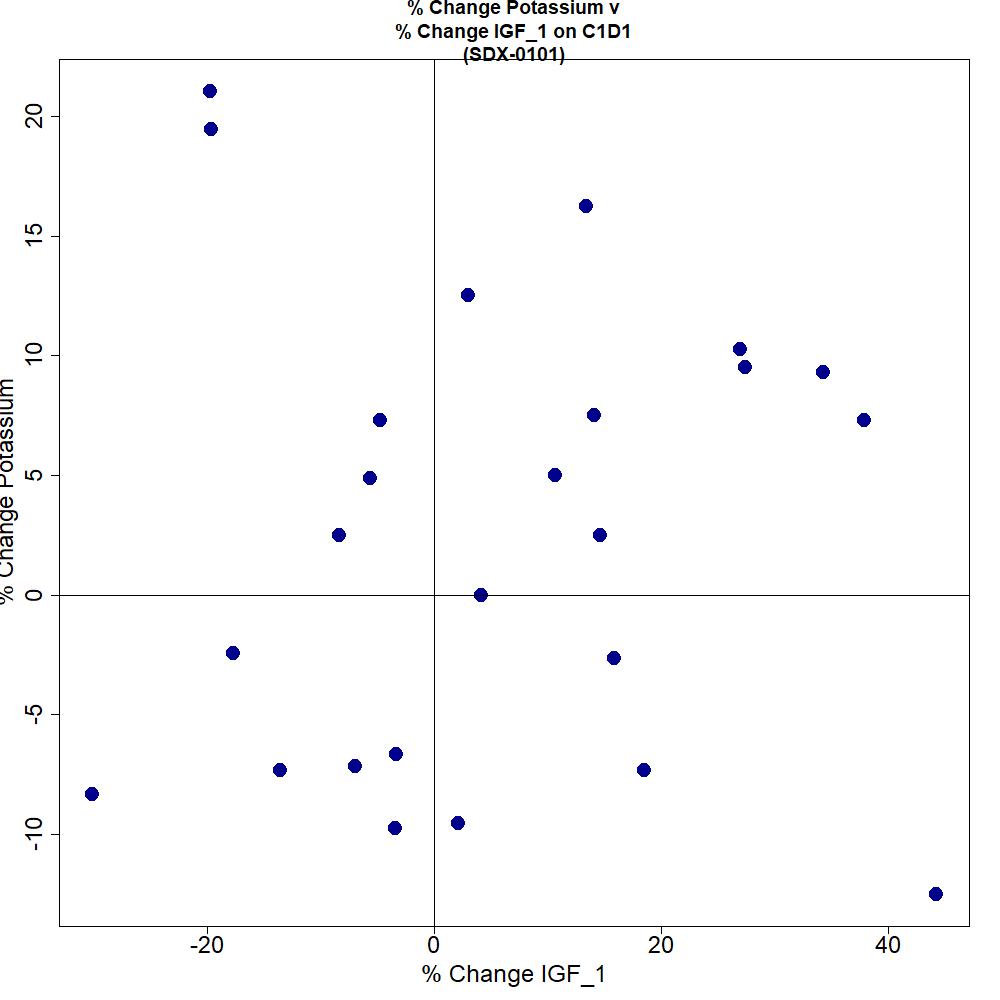 % Change Potassium v
% Change IGF_1 on C1D1
(SDX-0101)
20
15
10
5
0
-5
-10
% Change Potassium
-20
0
20
40
% Change IGF_1